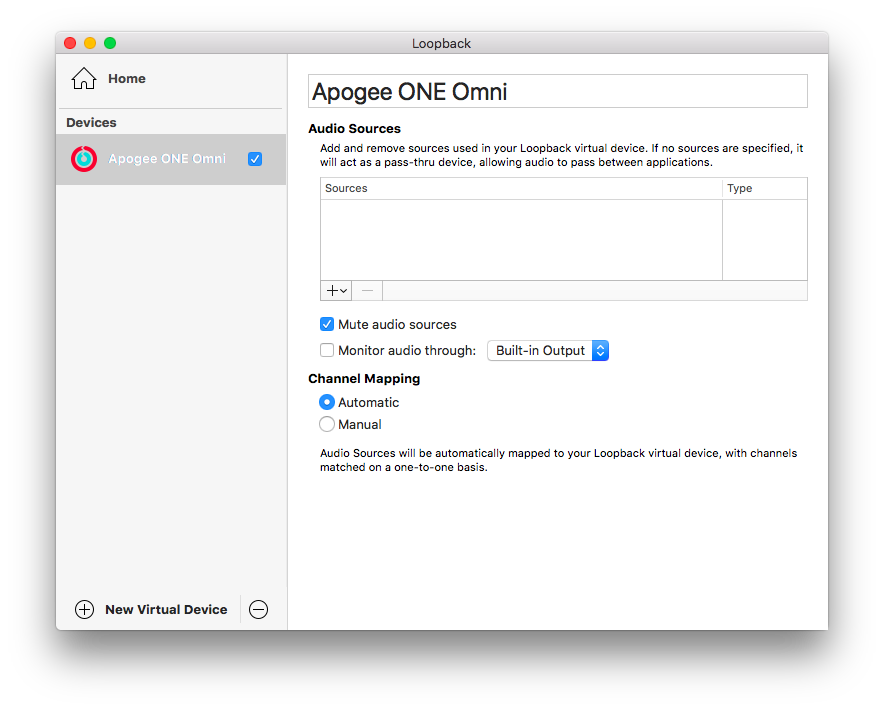 Loopback
Home
Devices
Apogee ONE Omni
New Virtual Device
Apogee ONE Omni
Audio Sources
Add and remove sources used in your Loopback virtual device. If no sources are specified, it
will act as a pass-thru device, allowing audio to pass between applications.
Sources Type
Mute audio sources
Monitor audio through: Built-in Output
Channel Mapping
Automatic
Manual
Audio Sources will be automatically mapped to your Loopback virtual device, with channels
matched on a one-to-one basis.